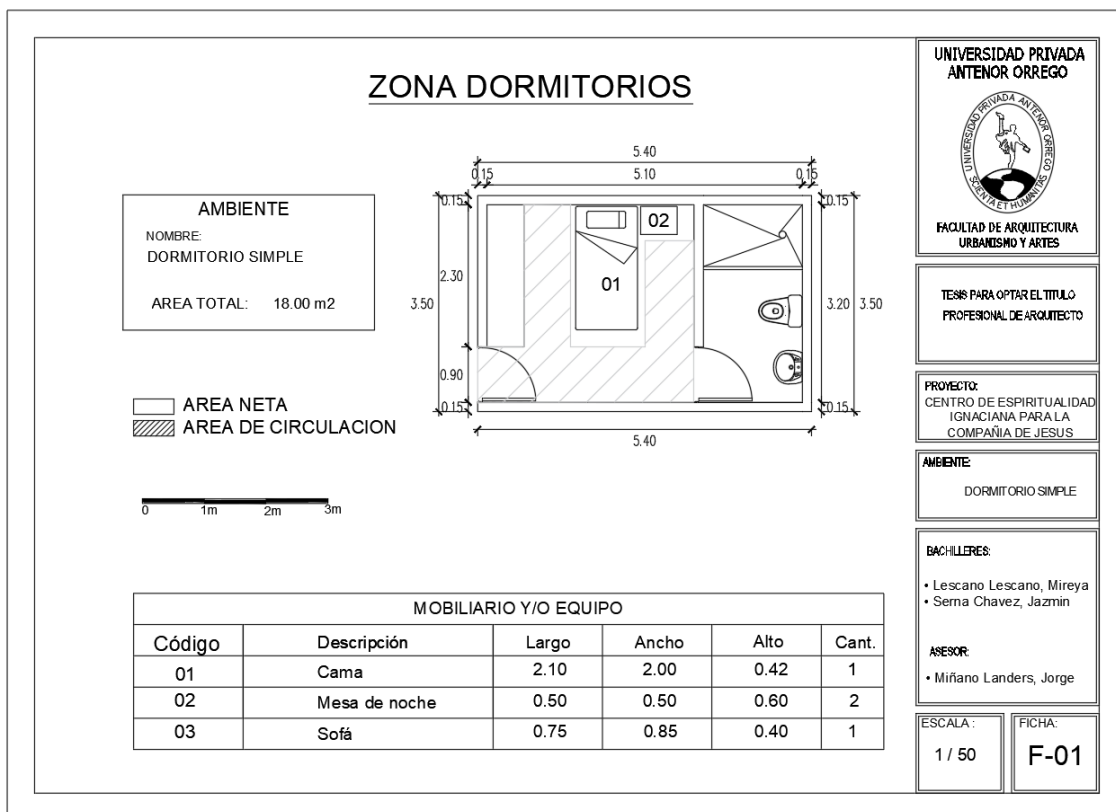 ZONA DORMITORIOS
AMBIENTE
NOMBRE:
DORMITORIO SIMPLE
AREA TOTAL: 18.00 m2
AREA NETA
AREA DE CIRCULACION
0 1m 2m 3m
5.40
0.15 5.10 0.15
0.15 0.15
02
01
2.30
3.50 3.20 3.50
0.90
0.15 0.15
5.40
MOBILIARIO Y/O EQUIPO
Código Descripción Largo Ancho Alto Cant.
01 Cama 2.10 2.00 0.42 1
02 Mesa de noche 0.50 0.50 0.60 2
03 Sofá 0.75 0.85 0.40 1
UNIVERSIDAD PRIVADA
ANTENOR ORREGO
UNIVERSIDAD PRIVADA ANTENOR ORREGO
SCIENTIA ET HUMANITAS
FACULTAD DE ARQUITECTURA
URBANISMO Y ARTES
TESIS PARA OPTAR EL TITULO
PROFESIONAL DE ARQUITECTO
PROYECTO:
CENTRO DE ESPIRITUALIDAD
IGNACIANA PARA LA
COMPAÑIA DE JESUS
AMBIENTE:
DORMITORIO SIMPLE
BACHILLERES:
• Lescano Lescano, Mireya
• Serna Chavez, Jazmin
ASESOR:
• Miñano Landers, Jorge
ESCALA :
1 / 50
FICHA:
F-01